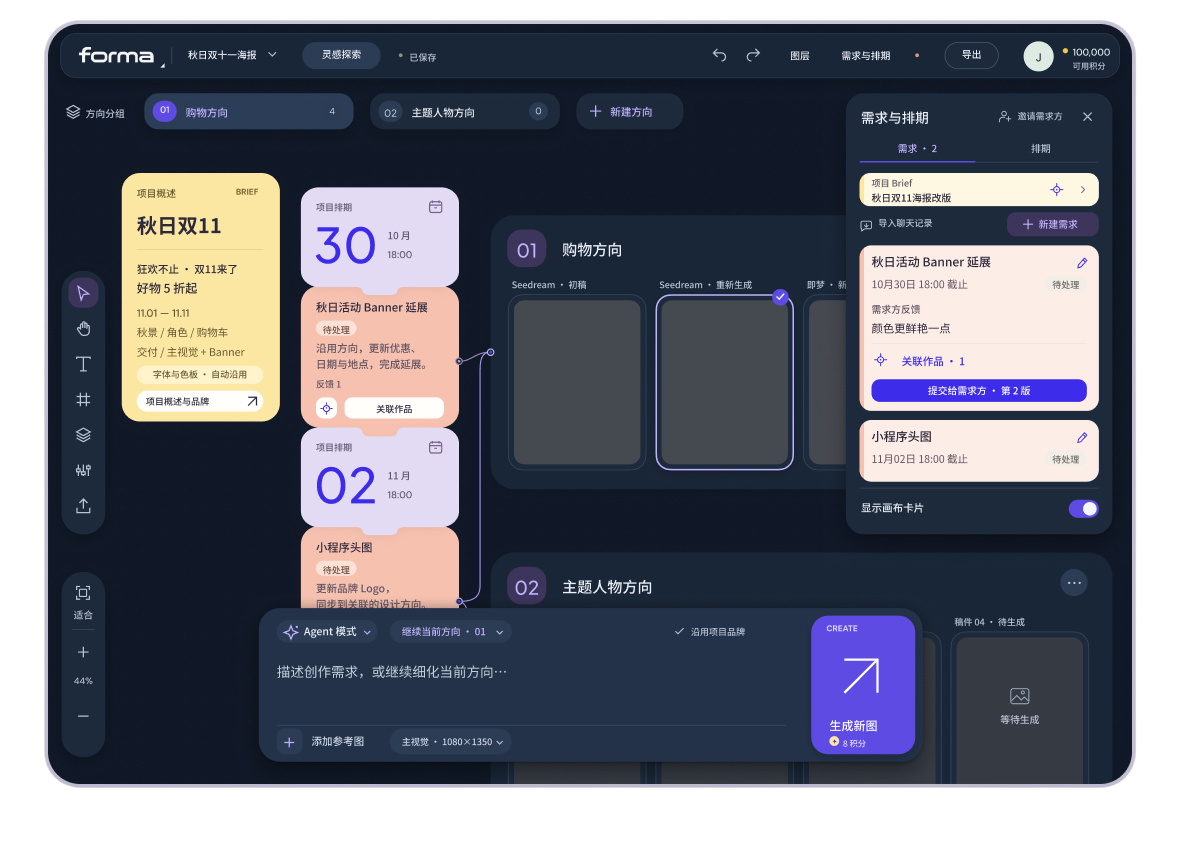 forma
秋日双十一海报
灵感探索
已保存
图层
需求与排期
导出
J
100,000
可用积分
方向分组
01 购物方向 4
02 主题人物方向 0
新建方向
项目概述 BRIEF
秋日双11
狂欢不止 · 双11来了
好物 5 折起
11.01 — 11.11
秋景 / 角色 / 购物车
交付 / 主视觉 + Banner
字体与色板 · 自动沿用
项目概述与品牌
项目排期
30
10 月
18:00
秋日活动 Banner 延展
待处理
沿用方向，更新优惠、
日期与地点，完成延展。
反馈 1
关联作品
项目排期
02
11 月
18:00
小程序头图
待处理
更新品牌 Logo，
同步到关联的设计方向。
01 购物方向
Seedream · 初稿
Seedream · 重新生成
即梦 · 新
02 主题人物方向
稿件 04 · 待生成
等待生成
需求与排期
邀请需求方
需求 · 2
排期
项目 Brief
秋日双11海报改版
导入聊天记录
新建需求
秋日活动 Banner 延展
10月30日 18:00 截止
待处理
需求方反馈
颜色更鲜艳一点
关联作品 · 1
提交给需求方 · 第 2 版
小程序头图
11月02日 18:00 截止
待处理
显示画布卡片
适合
44%
Agent 模式
继续当前方向 · 01
沿用项目品牌
描述创作需求，或继续细化当前方向…
添加参考图
主视觉 · 1080×1350
CREATE
生成新图
8 积分